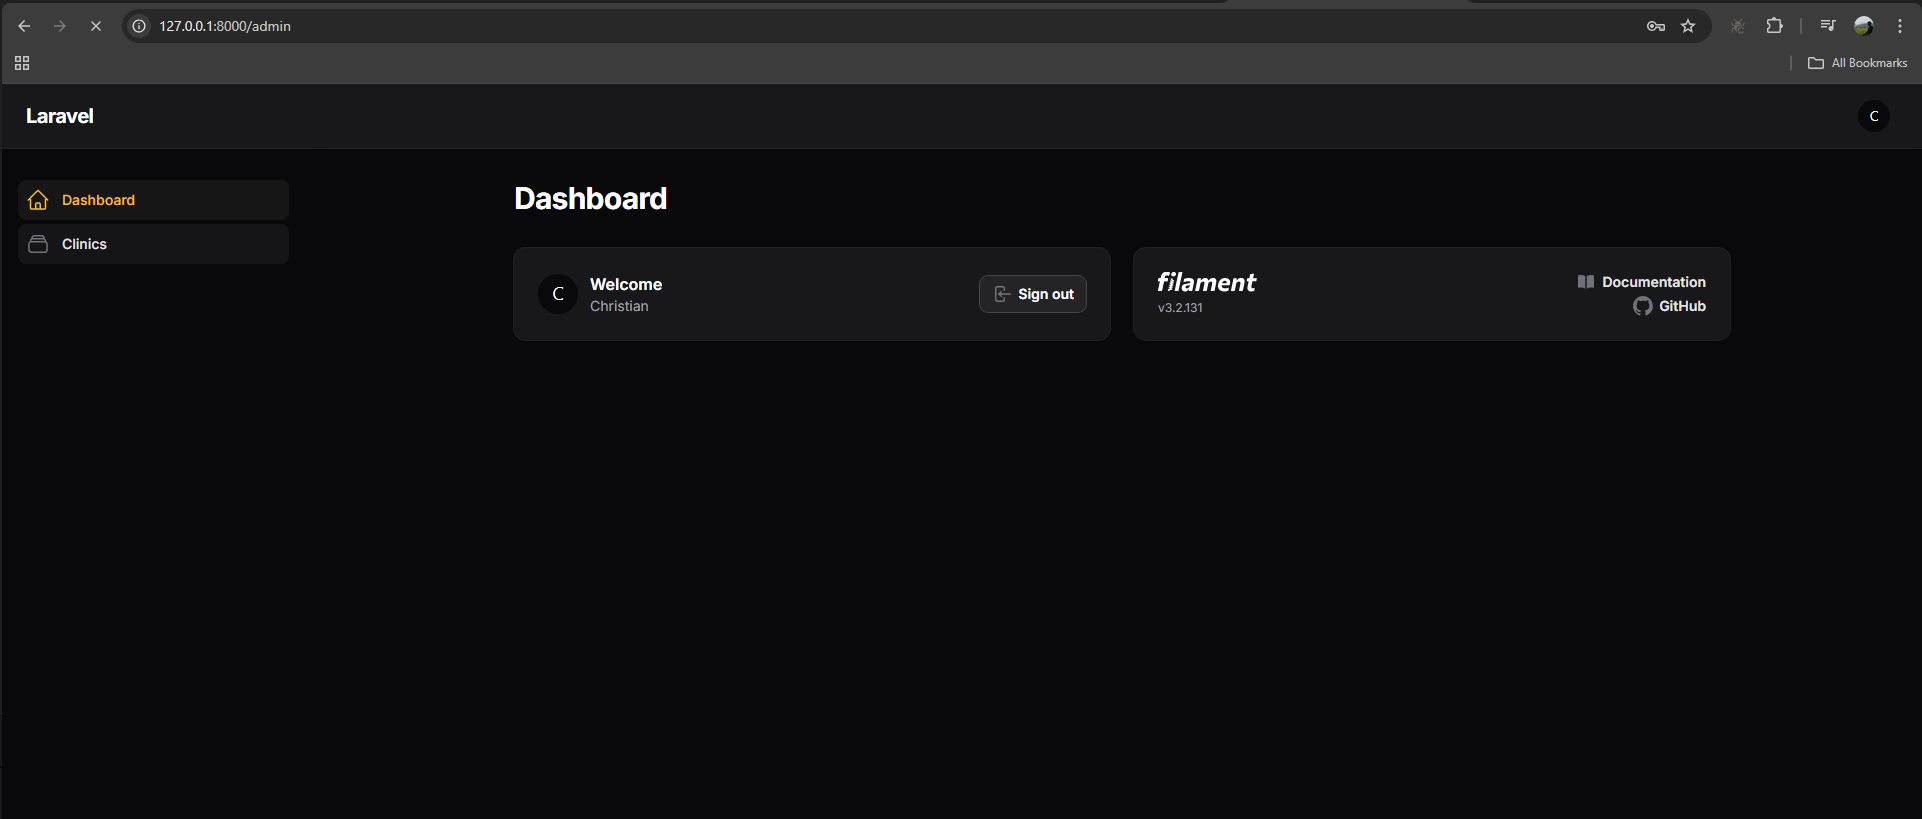 127.0.0.1:8000/admin
All Bookmarks
Laravel
C
Dashboard
Clinics
Dashboard
C
Welcome
Christian
Sign out
filament
v3.2.131
Documentation
GitHub